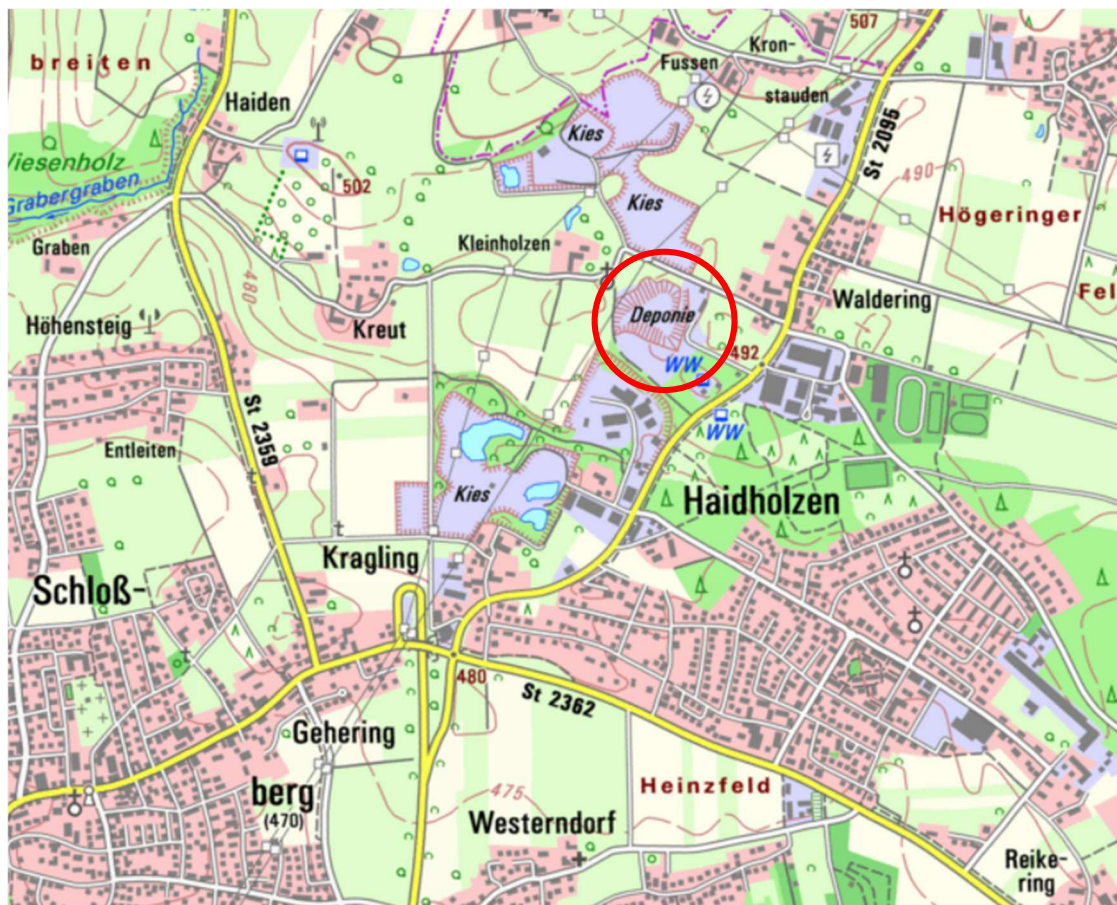 507
Kron-
Fussen
stauden
breiten
Haiden
Kies
St 2095
Wiesenholz
502
490
Grabergraben
Kies
Högeringer
Graben
Kleinholzen
480
Fel
Höhensteig
Kreut
Deponie
Waldering
WW
492
St 2359
WW
Entleiten
Kies
Haidholzen
Kragling
Schloß-
480
St 2362
Gehering
berg
(470)
475
Heinzfeld
Westerndorf
Reike-
ring